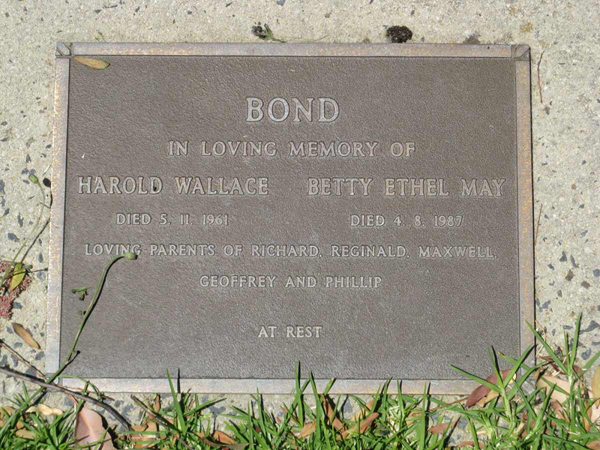 BOND
IN LOVING MEMORY OF
HAROLD WALLACE BETTY ETHEL MAY
DIED 5. 11. 1961 DIED 4. 8. 1987
LOVING PARENTS OF RICHARD, REGINALD, MAXWELL,
GEOFFREY AND PHILLIP
AT REST